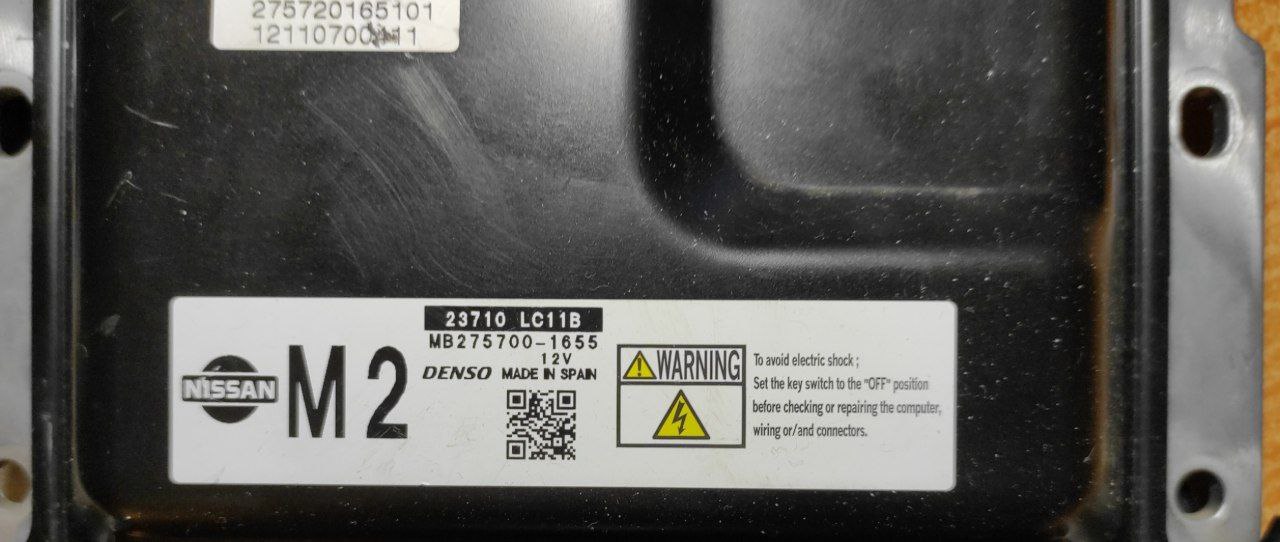 275720165101
NISSAN
M2
23710 LC11B
MB275700-1655
12V
DENSO MADE IN SPAIN
WARNING
To avoid electric shock ;
Set the key switch to the "OFF" position
before checking or repairing the computer,
wiring or/and connectors.